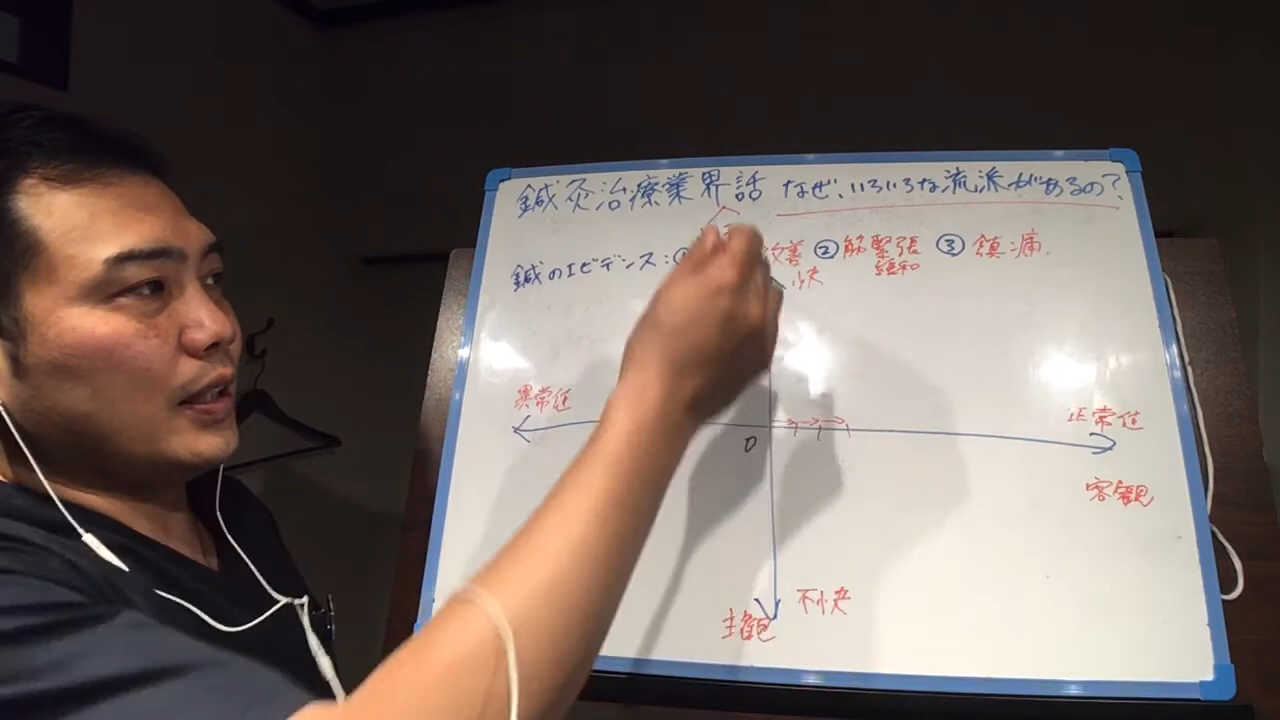 鍼灸治療業界話 なぜ、いろいろな流派があるの?
鍼のエビデンス:① 改善 ②筋緊張 ③鎮痛.
緩和
快
異常値
正常値
0
客観
不快
主観